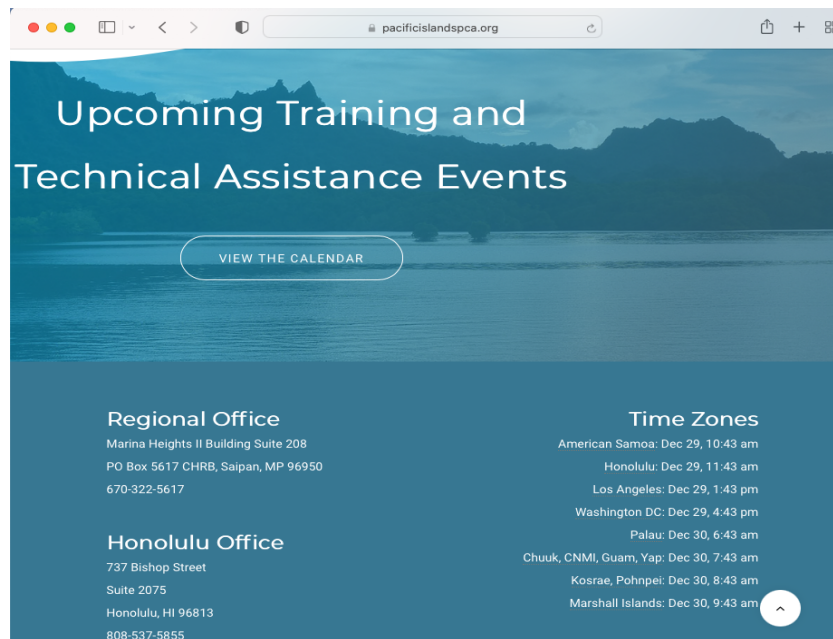 pacificislandspca.org
Upcoming Training and
Technical Assistance Events
VIEW THE CALENDAR
Regional Office
Marina Heights II Building Suite 208
PO Box 5617 CHRB, Saipan, MP 96950
670-322-5617
Honolulu Office
737 Bishop Street
Suite 2075
Honolulu, HI 96813
808-537-5855
Time Zones
American Samoa: Dec 29, 10:43 am
Honolulu: Dec 29, 11:43 am
Los Angeles: Dec 29, 1:43 pm
Washington DC: Dec 29, 4:43 pm
Palau: Dec 30, 6:43 am
Chuuk, CNMI, Guam, Yap: Dec 30, 7:43 am
Kosrae, Pohnpei: Dec 30, 8:43 am
Marshall Islands: Dec 30, 9:43 am